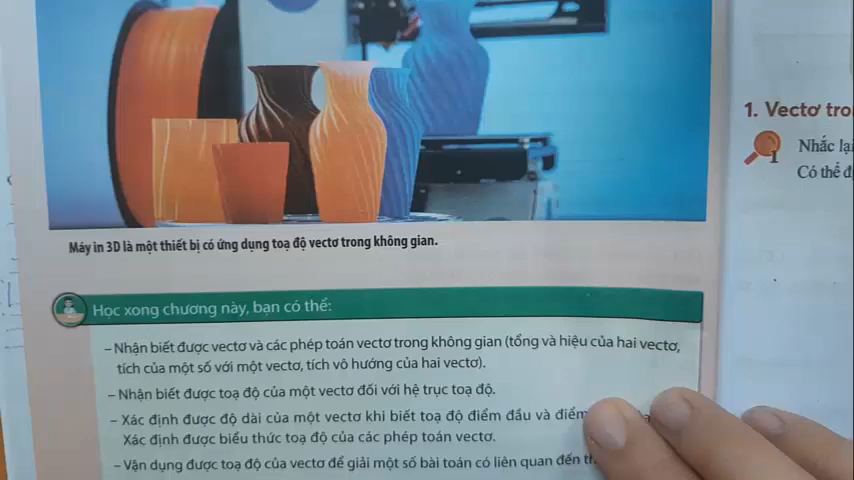 Máy in 3D là một thiết bị có ứng dụng toạ độ vectơ trong không gian.
Học xong chương này, bạn có thể:
– Nhận biết được vectơ và các phép toán vectơ trong không gian (tổng và hiệu của hai vectơ,
tích của một số với một vectơ, tích vô hướng của hai vectơ).
– Nhận biết được toạ độ của một vectơ đối với hệ trục toạ độ.
– Xác định được độ dài của một vectơ khi biết toạ độ điểm đầu và điểm
Xác định được biểu thức toạ độ của các phép toán vectơ.
– Vận dụng được toạ độ của vectơ để giải một số bài toán có liên quan đến
1. Vectơ tro
1 Nhắc lại
Có thể đ